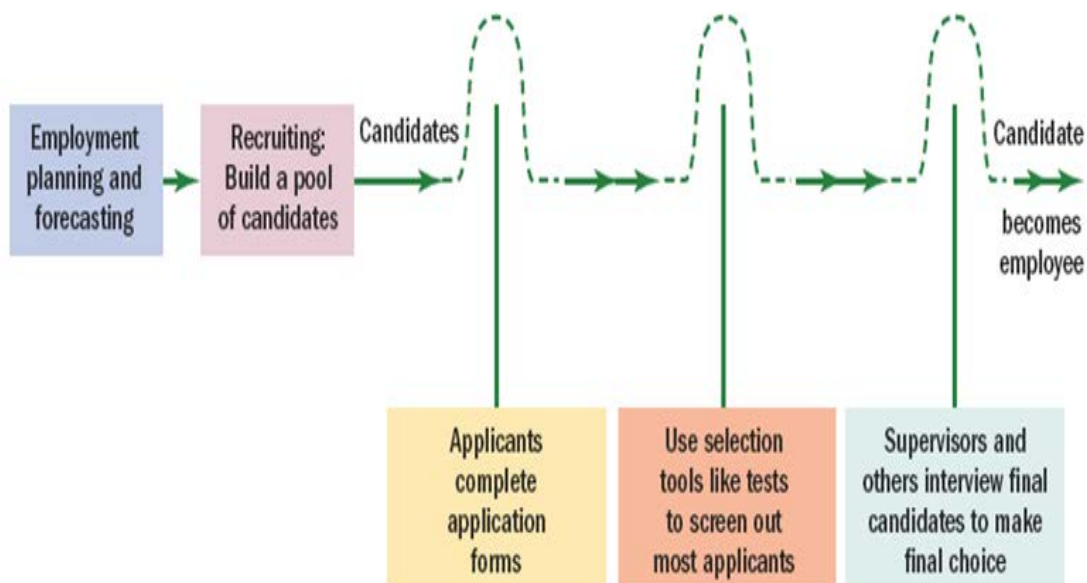 Employment
planning and
forecasting
Recruiting:
Build a pool
of candidates
Candidates
Candidate
becomes
employee
Applicants
complete
application
forms
Use selection
tools like tests
to screen out
most applicants
Supervisors and
others interview final
candidates to make
final choice